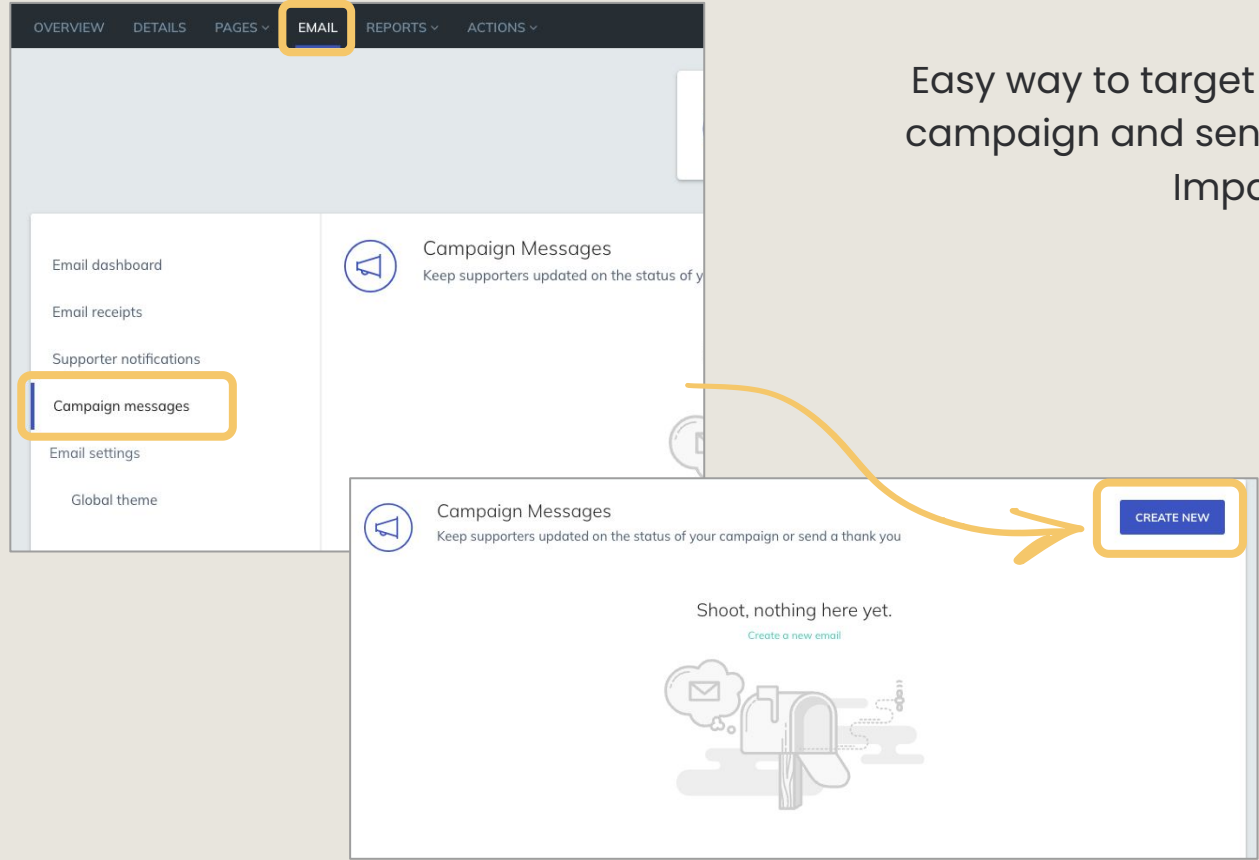 OVERVIEW DETAILS PAGES EMAIL REPORTS ACTIONS
Easy way to target
campaign and sen
Impa
Email dashboard
Email receipts
Supporter notifications
Campaign messages
Email settings
Global theme
Campaign Messages
Keep supporters updated on the status of y
Campaign Messages
Keep supporters updated on the status of your campaign or send a thank you
CREATE NEW
Shoot, nothing here yet.
Create a new email